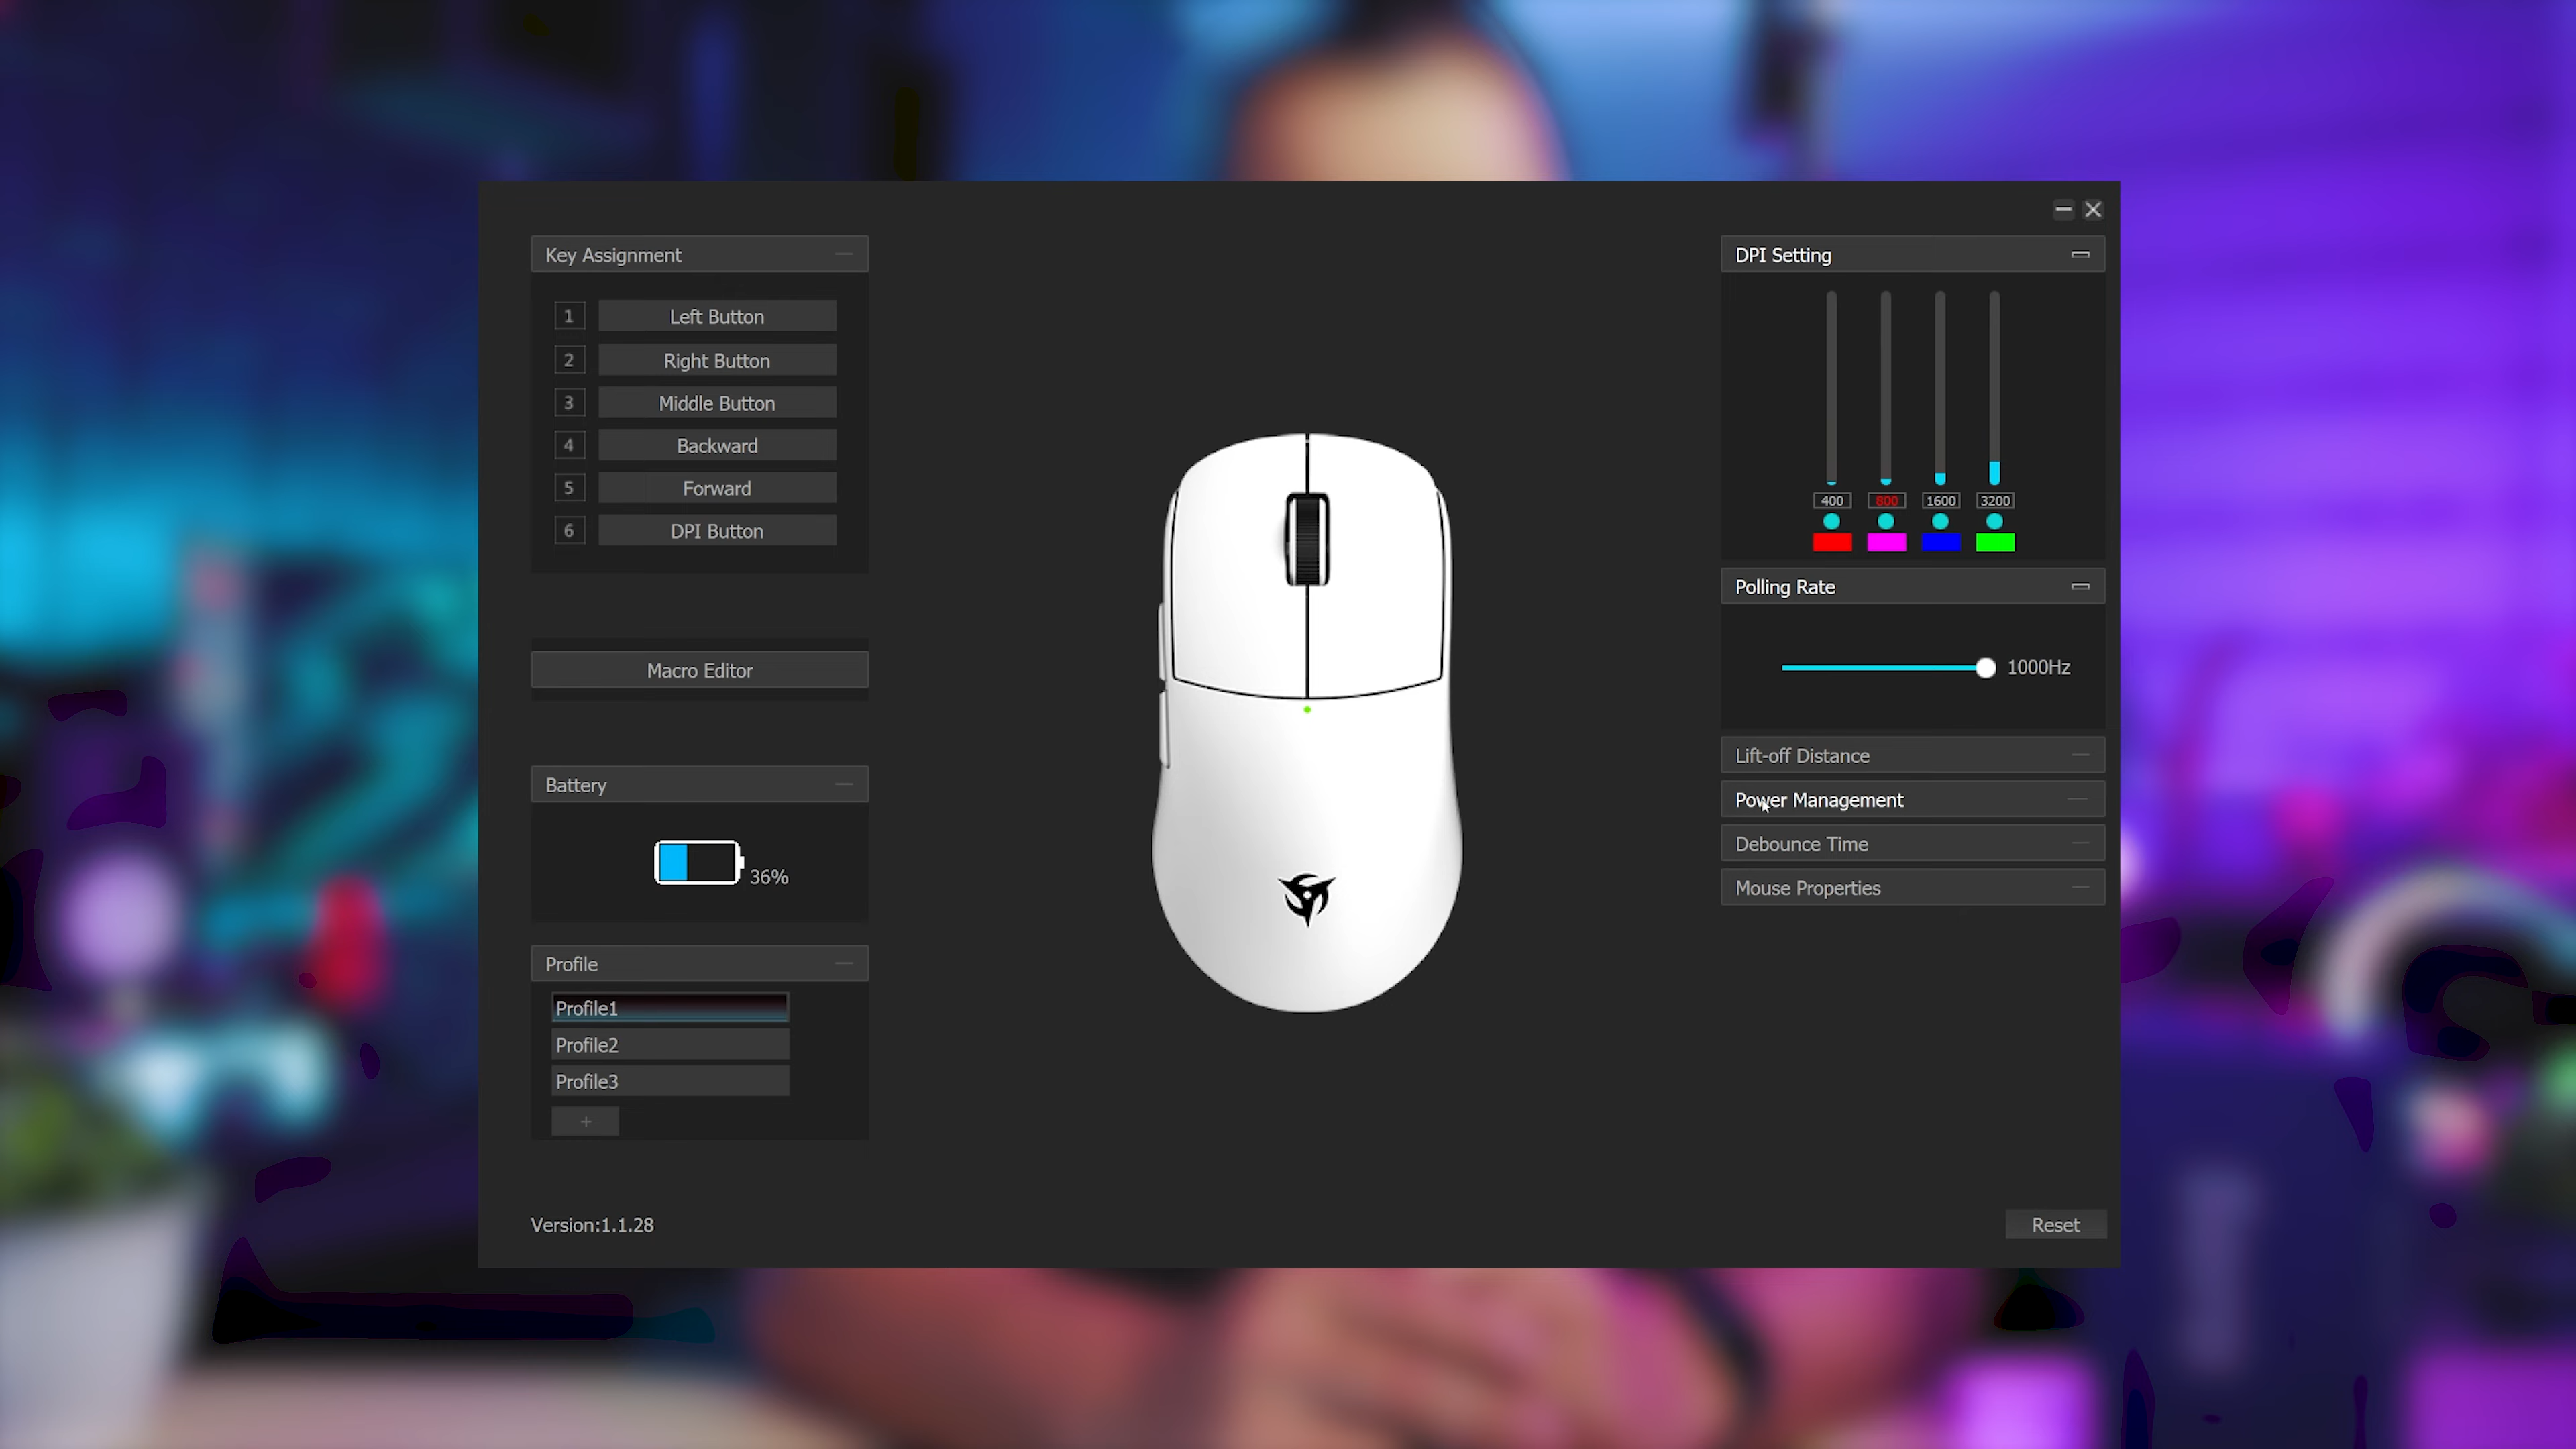 Key Assignment
1 Left Button
2 Right Button
3 Middle Button
4 Backward
5 Forward
6 DPI Button
Macro Editor
Battery
36%
Profile
Profile1
Profile2
Profile3
+
Version:1.1.28
DPI Setting
400 800 1600 3200
Polling Rate
1000Hz
Lift-off Distance
Power Management
Debounce Time
Mouse Properties
Reset